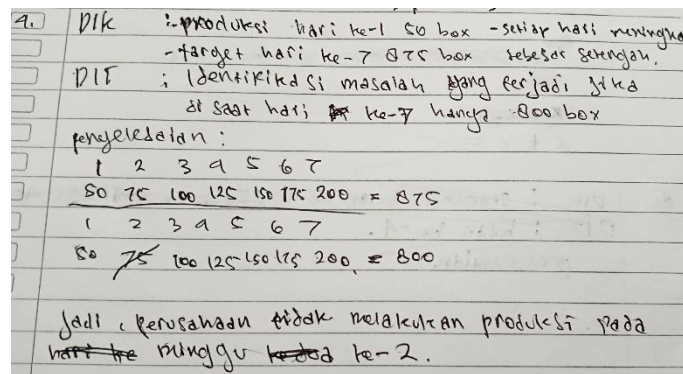 4. Dik :- produksi hari ke-1 50 box - setiap hari meningka
- target hari ke-7 875 box sebesar setengah.
DIT : Identifikasi masalah yang terjadi jika
di saat hari ke-7 hanya 800 box
penyelesaian :
1 2 3 4 5 6 7
50 75 100 125 150 175 200 = 875
1 2 3 4 5 6 7
50 75 100 125 150 175 200 = 800
Jadi, perusahaan tidak melakukan produksi pada
hari ke minggu ke-2.